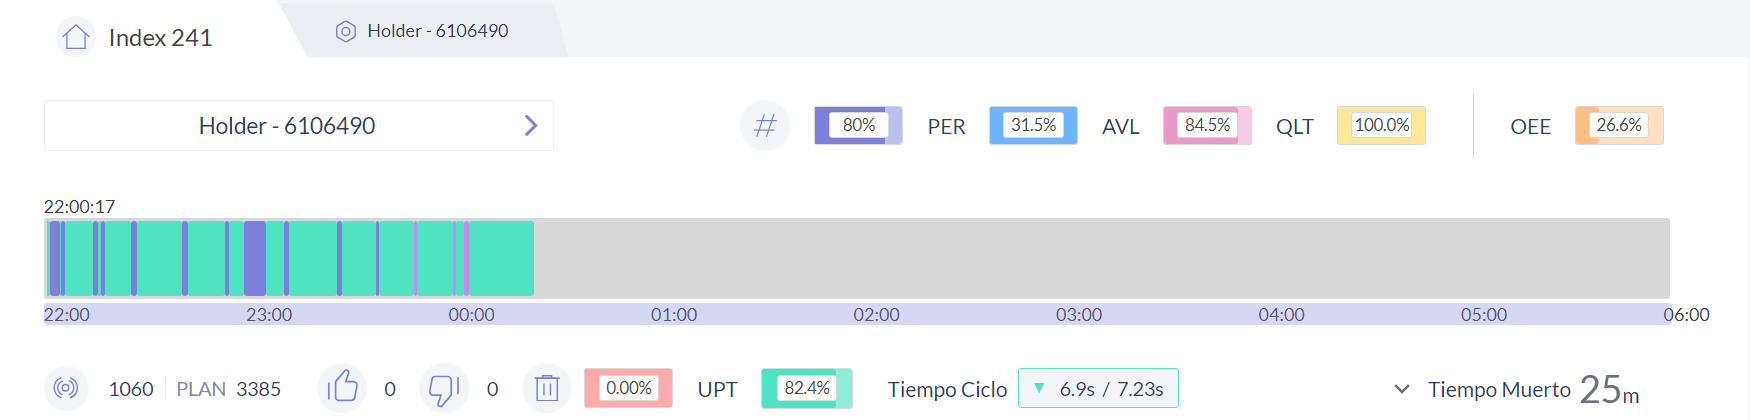 Index 241
Holder - 6106490
Holder - 6106490
# 80% PER 31.5% AVL 84.5% QLT 100.0% OEE 26.6%
22:00:17
22:00 23:00 00:00 01:00 02:00 03:00 04:00 05:00 06:00
1060 PLAN 3385 0 0 0.00% UPT 82.4% Tiempo Ciclo ▼ 6.9s / 7.23s Tiempo Muerto 25m